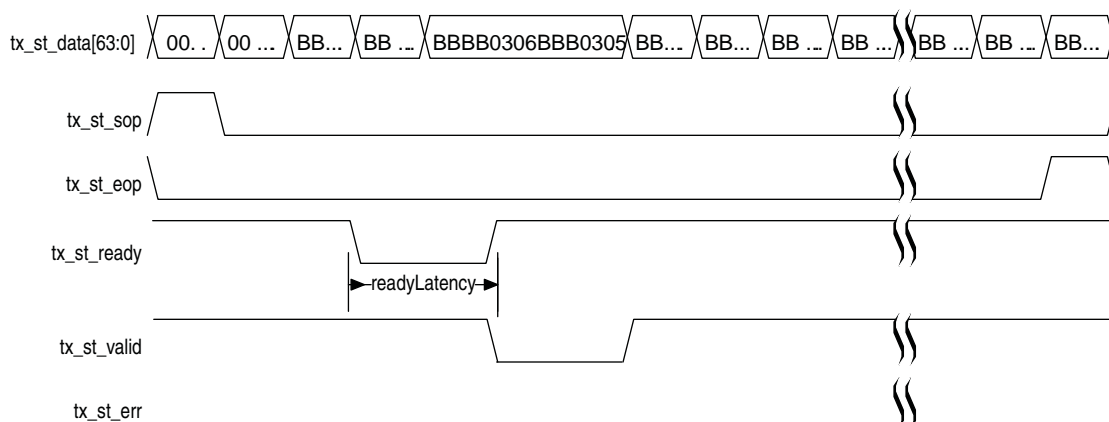 tx_st_data[63:0] 00. . 00 ... BB... BB ... BBBB0306BBB0305 BB... BB... BB ... BB ... BB ... BB ... BB...
tx_st_sop
tx_st_eop
tx_st_ready
readyLatency
tx_st_valid
tx_st_err